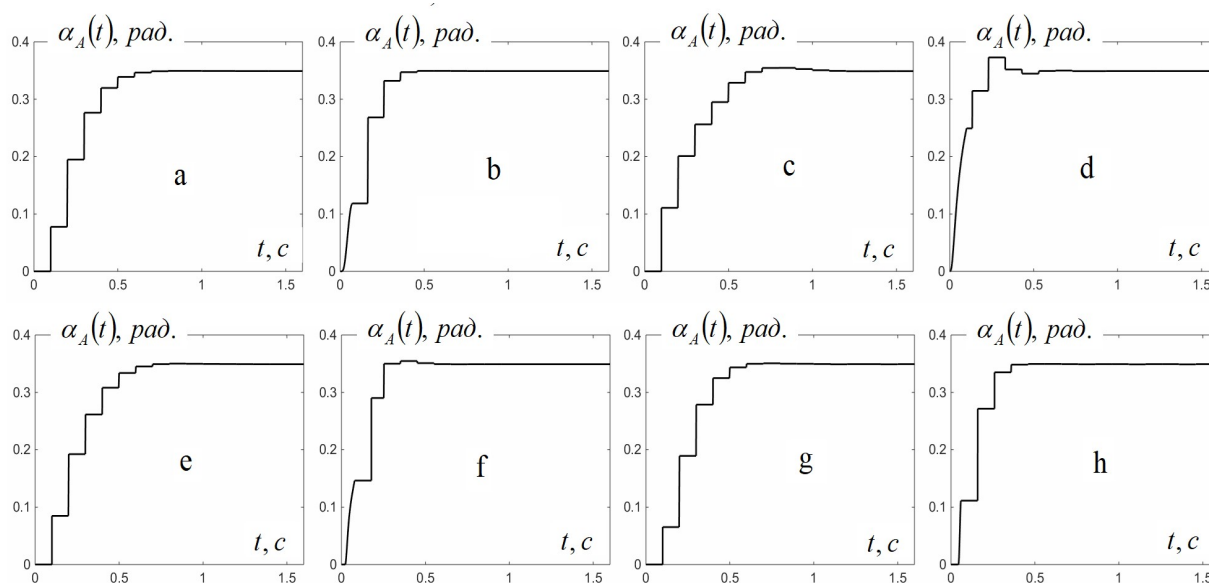 α_A(t), рад. α_A(t), рад. α_A(t), рад. α_A(t), рад.
0.4 0.4 0.4 0.4
0.3 0.3 0.3 0.3
0.2 0.2 0.2 0.2
a b c d
0.1 0.1 0.1 0.1
t, c t, c t, c t, c
0 0 0 0
0 0.5 1 1.5 0 0.5 1 1.5 0 0.5 1 1.5 0 0.5 1 1.5
α_A(t), рад. α_A(t), рад. α_A(t), рад. α_A(t), рад.
0.4 0.4 0.4 0.4
0.3 0.3 0.3 0.3
0.2 0.2 0.2 0.2
e f g h
0.1 0.1 0.1 0.1
t, c t, c t, c t, c
0 0 0 0
0 0.5 1 1.5 0 0.5 1 1.5 0 0.5 1 1.5 0 0.5 1 1.5